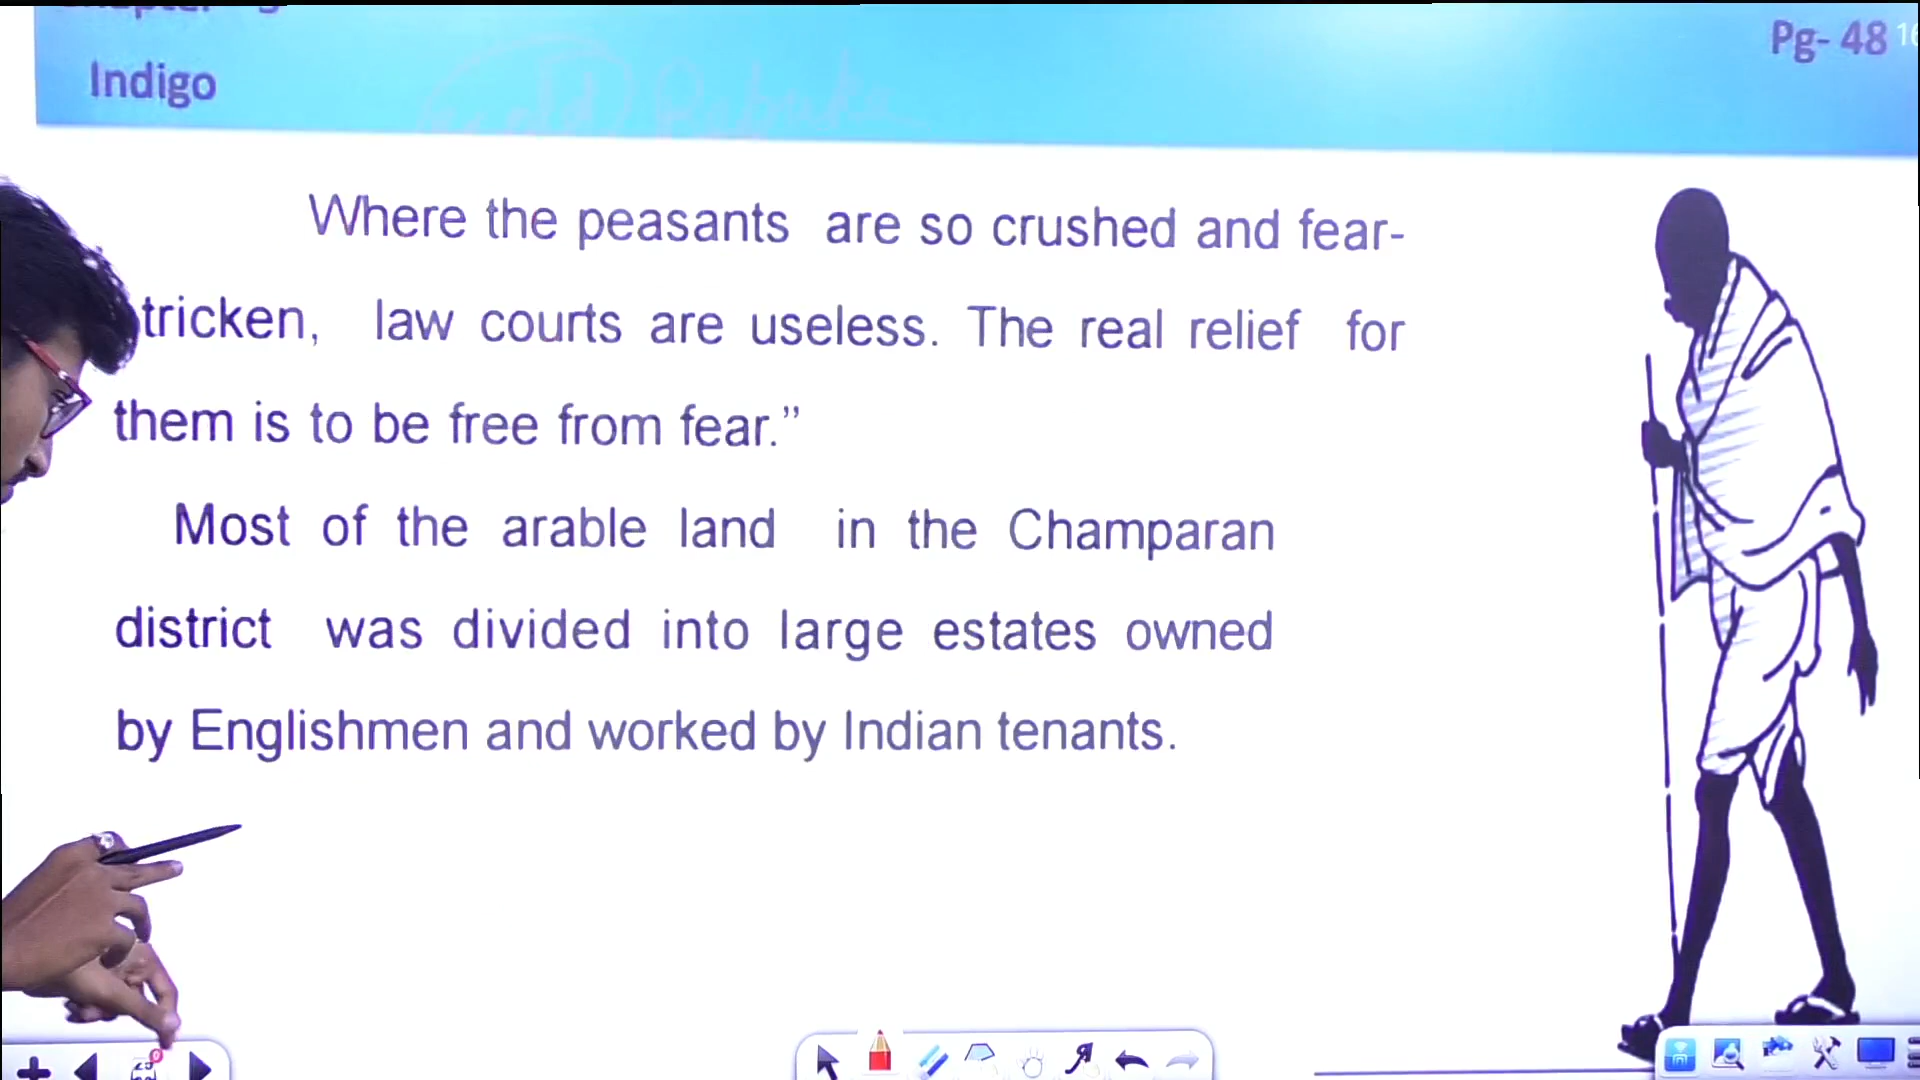 Pg- 48
Indigo
Where the peasants are so crushed and fear-
tricken, law courts are useless. The real relief for
them is to be free from fear.”
Most of the arable land in the Champaran
district was divided into large estates owned
by Englishmen and worked by Indian tenants.